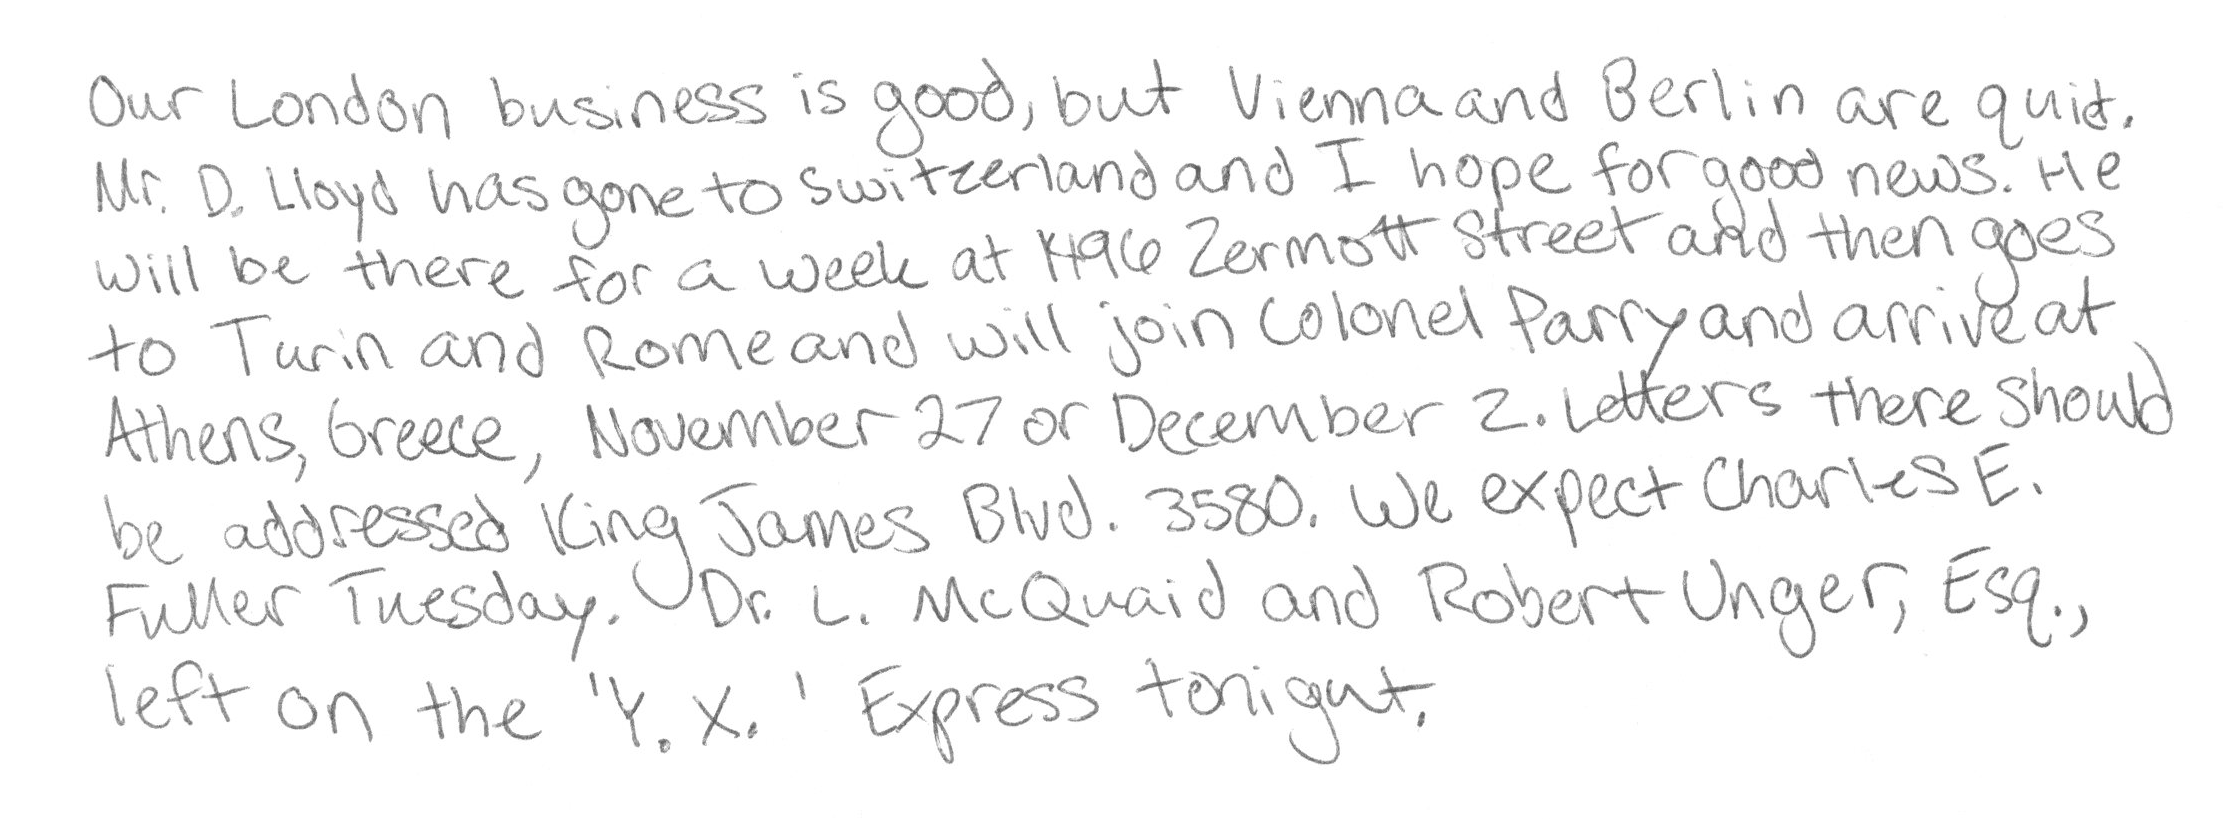 Our London business is good, but Vienna and Berlin are quiet.
Mr. D. Lloyd has gone to Switzerland and I hope for good news. He
will be there for a week at 1496 Zermott Street and then goes
to Turin and Rome and will join Colonel Parry and arrive at
Athens, Greece, November 27 or December 2. Letters there should
be addressed King James Blvd. 3580. We expect Charles E.
Fuller Tuesday. Dr. L. McQuaid and Robert Unger, Esq.,
left on the 'Y. X.' Express tonight.